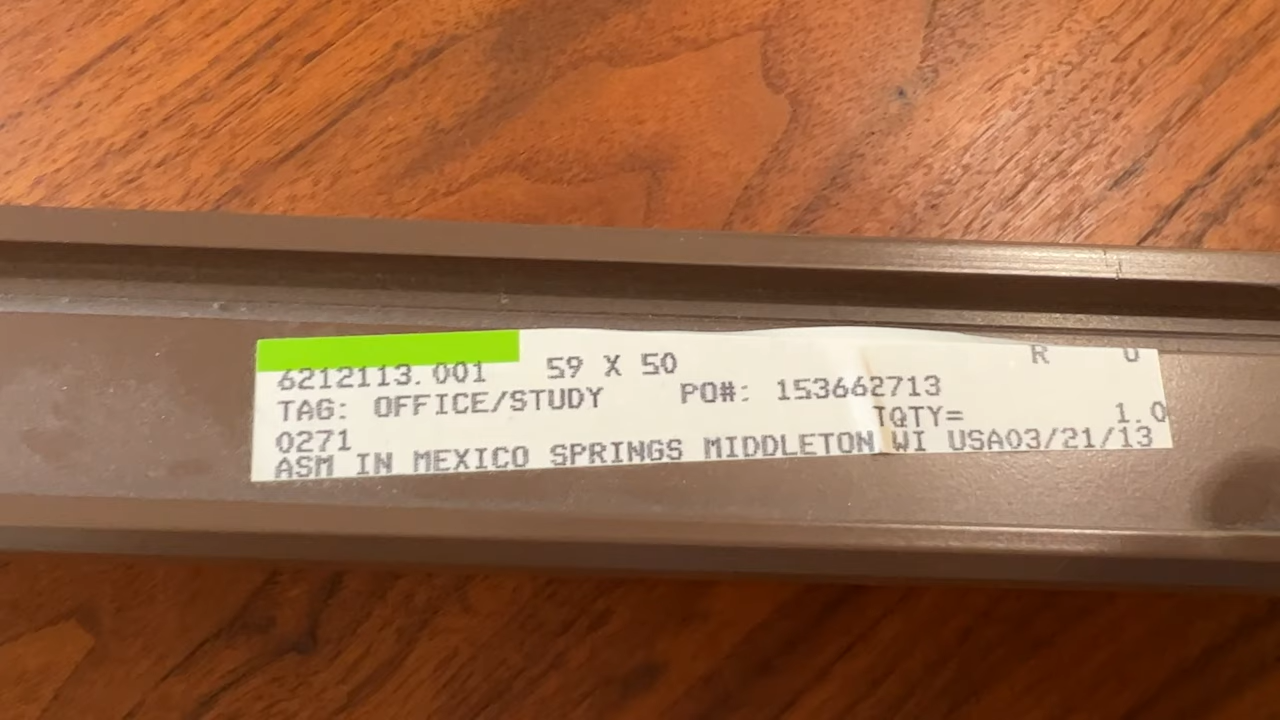 6212113.001 59 X 50 R U
TAG: OFFICE/STUDY PO#: 153662713
0271 TQTY= 1.0
ASM IN MEXICO SPRINGS MIDDLETON WI USA03/21/13